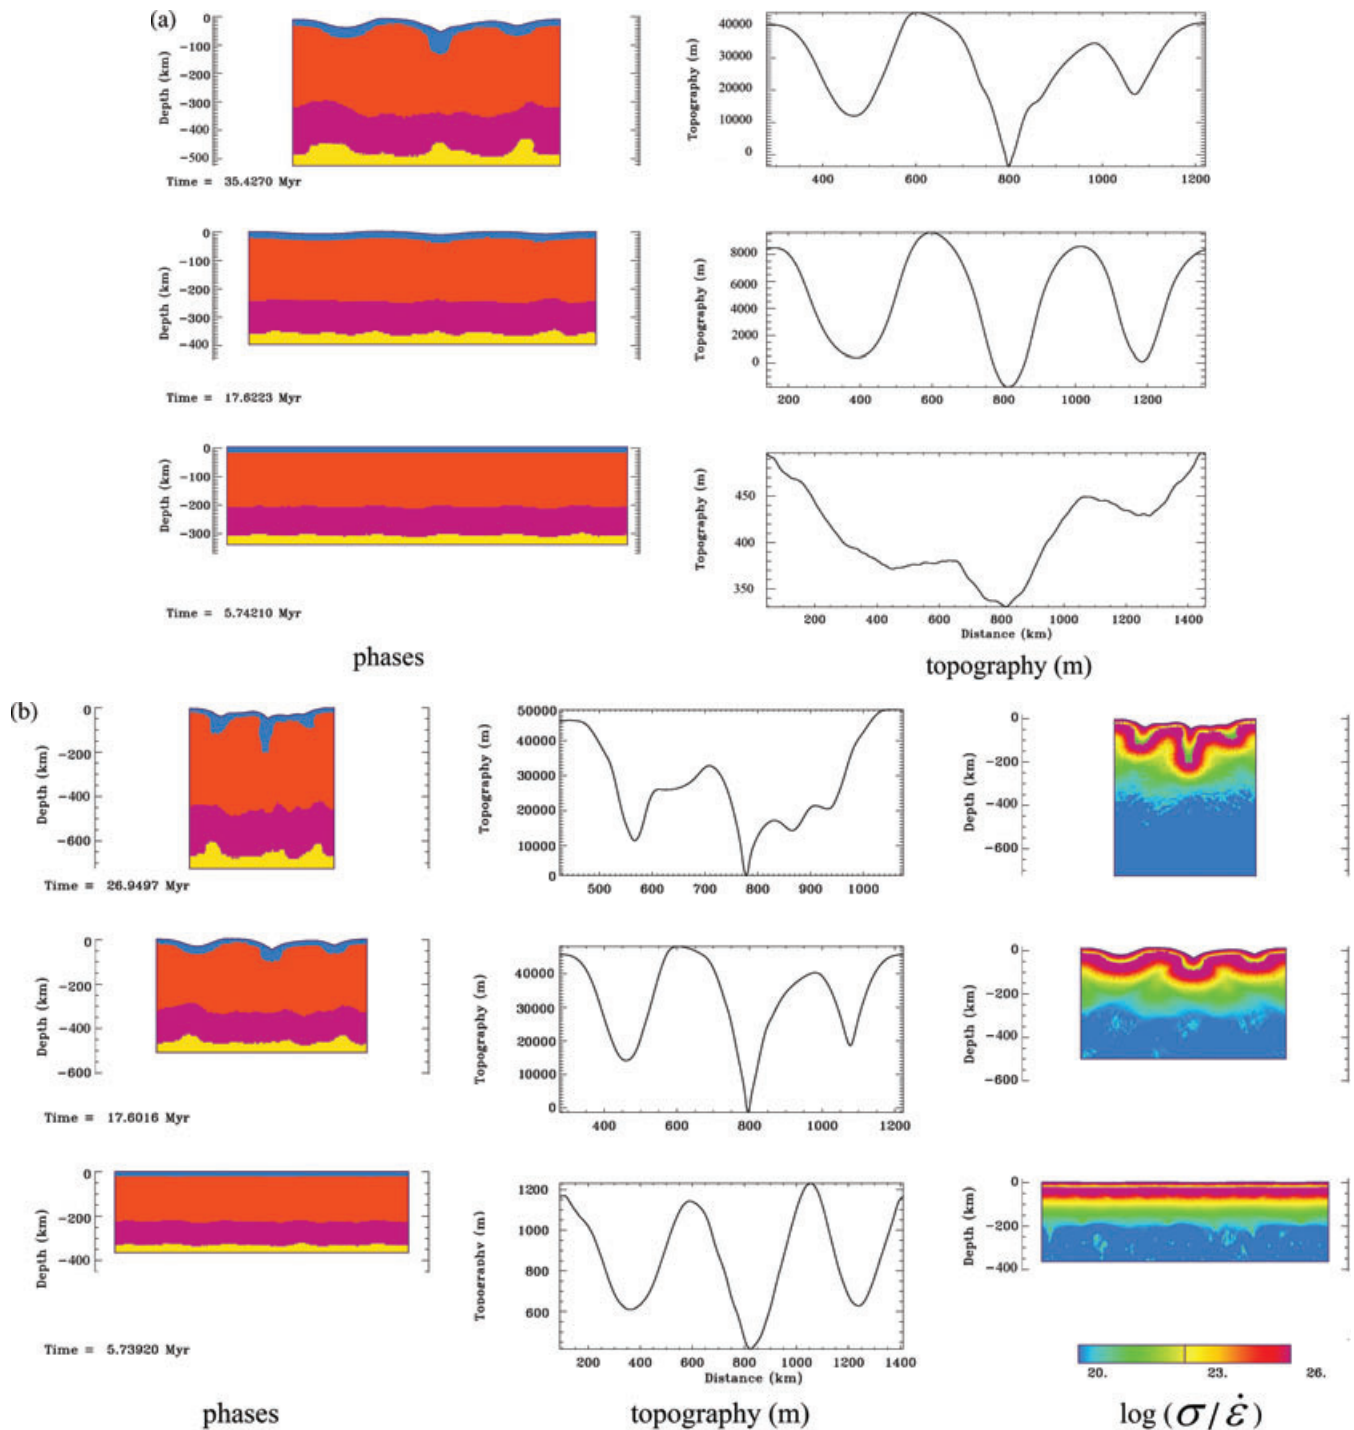 (a)
Depth (km)
0
−100
−200
−300
−400
−500
Time = 35.4270 Myr
Topography (m)
40000
30000
20000
10000
0
400 600 800 1000 1200
Depth (km)
0
−100
−200
−300
−400
Time = 17.6223 Myr
Topography (m)
8000
6000
4000
2000
0
200 400 600 800 1000 1200
Depth (km)
0
−100
−200
−300
Time = 5.74210 Myr
Topography (m)
450
400
350
200 400 600 800 1000 1200 1400
Distance (km)
phases
topography (m)
(b)
Depth (km)
0
−200
−400
−600
Time = 26.9497 Myr
Topography (m)
50000
40000
30000
20000
10000
0
500 600 700 800 900 1000
Depth (km)
0
−200
−400
−600
Depth (km)
0
−200
−400
−600
Time = 17.6016 Myr
Topography (m)
40000
30000
20000
10000
0
400 600 800 1000 1200
Depth (km)
0
−200
−400
−600
Depth (km)
0
−200
−400
Time = 5.73920 Myr
Topography (m)
1200
1000
800
600
200 400 600 800 1000 1200 1400
Distance (km)
Depth (km)
0
−200
−400
20. 23. 26.
phases
topography (m)
log (σ/ε̇)